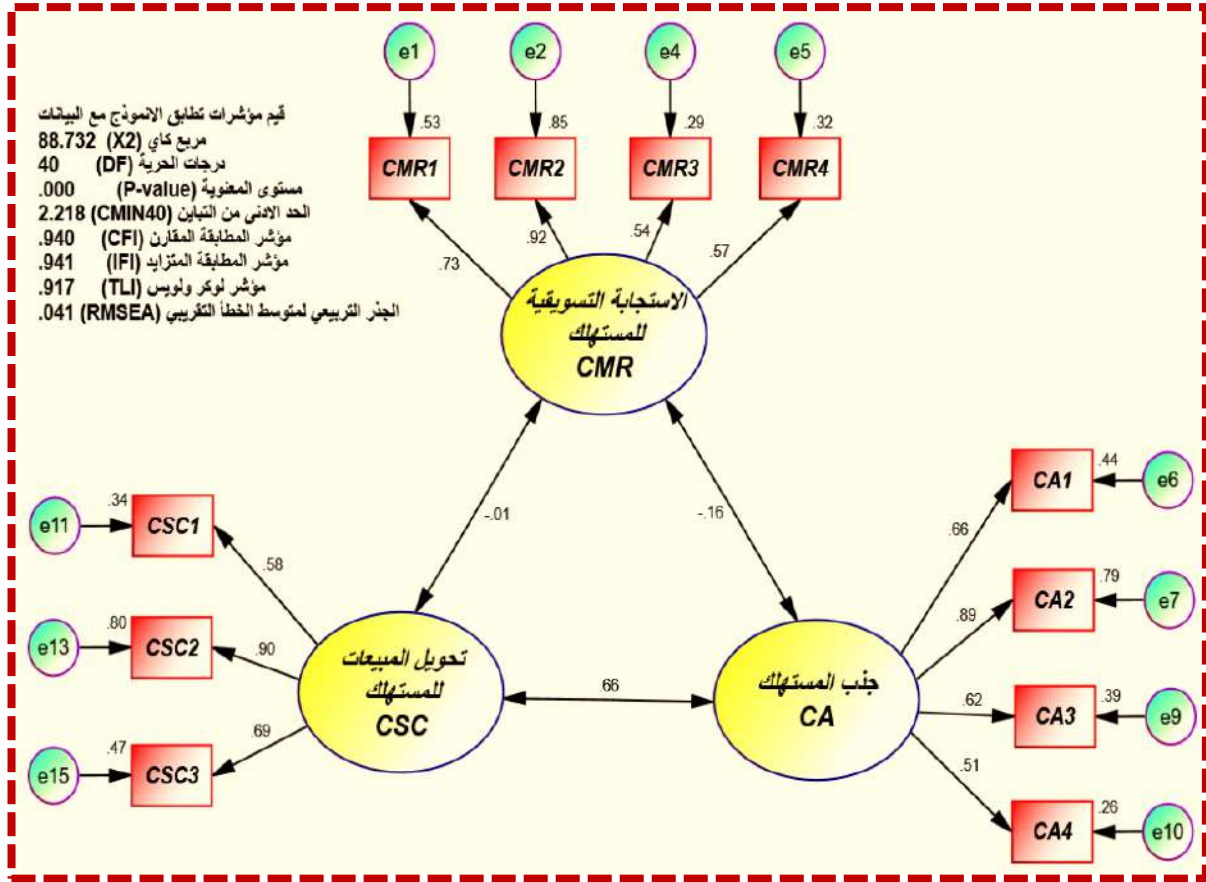 e1 e2 e4 e5
.53 .85 .29 .32
CMR1 CMR2 CMR3 CMR4
.73 .92 .54 .57
قيم مؤشرات تطابق الانموذج مع البيانات
مربع كاي (X2) 88.732
درجات الحرية (DF) 40
مستوى المعنوية (P-value) .000
الحد الادنى من التباين (CMIN40) 2.218
مؤشر المطابقة المقارن (CFI) .940
مؤشر المطابقة المتزايد (IFI) .941
مؤشر لوكر ولويس (TLI) .917
الجذر التربيعي لمتوسط الخطأ التقريبي (RMSEA) .041
الاستجابة التسويقية
للمستهلك
CMR
-.01
-.16
.66
e11 .34 CSC1 .58
e13 .80 CSC2 .90
e15 .47 CSC3 .69
تحويل المبيعات
للمستهلك
CSC
جذب المستهلك
CA
.66 CA1 .44 e6
.89 CA2 .79 e7
.62 CA3 .39 e9
.51 CA4 .26 e10